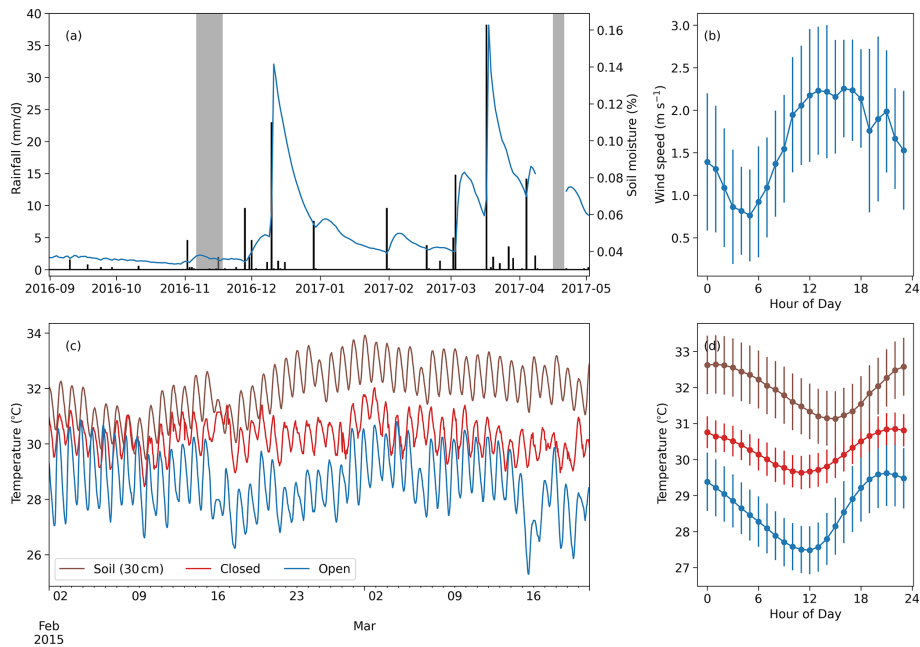 (a)
Rainfall (mm/d)
40
35
30
25
20
15
10
5
0
0.16
0.14
0.12
0.10
0.08
0.06
0.04
Soil moisture (%)
2016-09 2016-10 2016-11 2016-12 2017-01 2017-02 2017-03 2017-04 2017-05
(b)
Wind speed (m s⁻¹)
3.0
2.5
2.0
1.5
1.0
0.5
0 6 12 18 24
Hour of Day
(c)
Temperature (°C)
34
32
30
28
26
Soil (30 cm) Closed Open
02 09 16 23 02 09 16
Feb Mar
2015
(d)
Temperature (°C)
33
32
31
30
29
28
27
0 6 12 18 24
Hour of Day